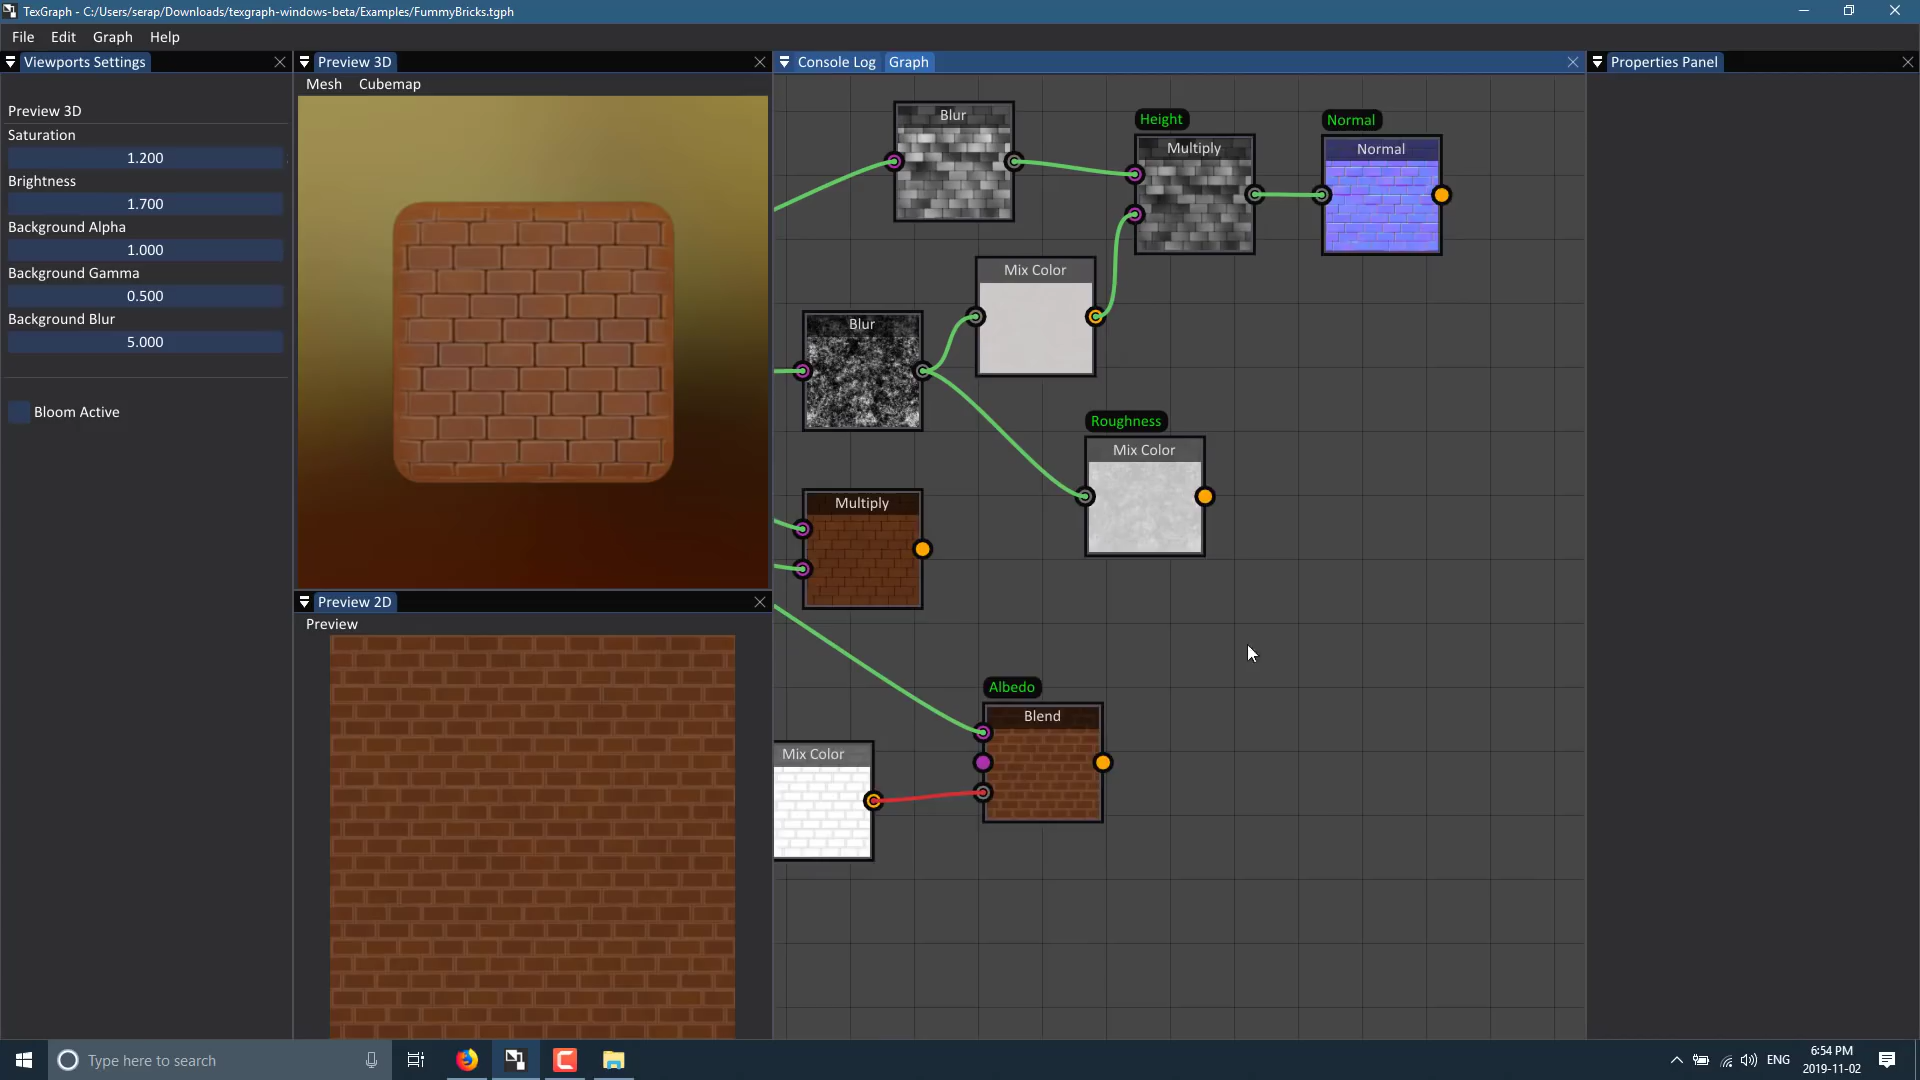 TexGraph - C:/Users/serap/Downloads/texgraph-windows-beta/Examples/FummyBricks.tgph
File Edit Graph Help
Viewports Settings
Preview 3D
Saturation
1.200
Brightness
1.700
Background Alpha
1.000
Background Gamma
0.500
Background Blur
5.000
Bloom Active
Preview 3D
Mesh Cubemap
Preview 2D
Preview
Console Log Graph
Blur
Height
Multiply
Normal
Normal
Mix Color
Blur
Roughness
Mix Color
Multiply
Albedo
Blend
Mix Color
Properties Panel
Type here to search
ENG
6:54 PM
2019-11-02